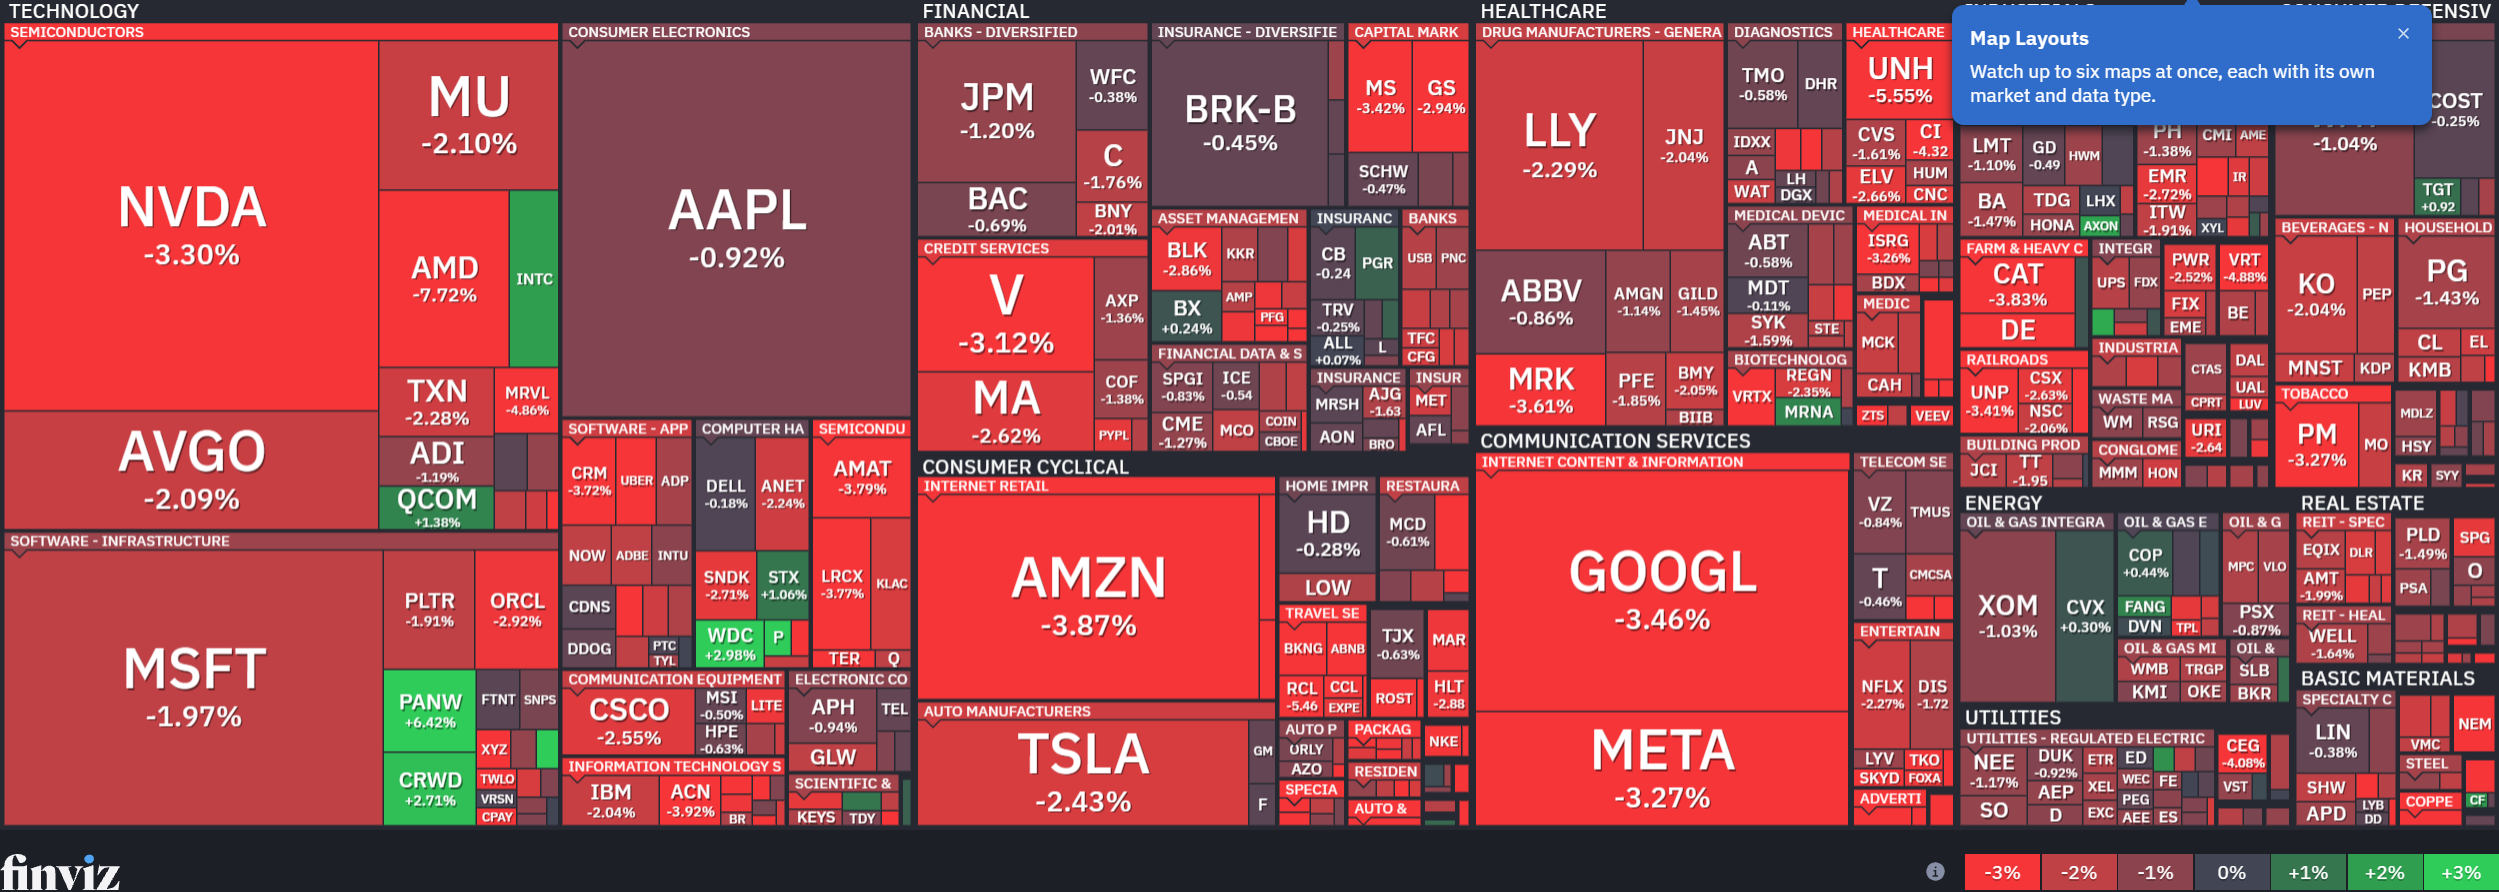 TECHNOLOGY
SEMICONDUCTORS
NVDA
-3.30%
MU
-2.10%
AMD
-7.72%
INTC
AVGO
-2.09%
TXN
-2.28%
MRVL
-4.86%
ADI
-1.19%
QCOM
+1.38%
SOFTWARE - INFRASTRUCTURE
MSFT
-1.97%
PLTR
-1.91%
ORCL
-2.92%
PANW
+6.42%
FTNT
SNPS
XYZ
CRWD
+2.71%
TWLO
VRSN
CPAY
CONSUMER ELECTRONICS
AAPL
-0.92%
SOFTWARE - APP
CRM
-3.72%
UBER
ADP
NOW
ADBE
INTU
CDNS
DDOG
PTC
TYL
COMPUTER HA
DELL
-0.18%
ANET
-2.24%
SNDK
-2.71%
STX
+1.06%
WDC
+2.98%
P
SEMICONDU
AMAT
-3.79%
LRCX
-3.77%
KLAC
TER
Q
COMMUNICATION EQUIPMENT
CSCO
-2.55%
MSI
-0.50%
LITE
HPE
-0.63%
ELECTRONIC CO
APH
-0.94%
TEL
GLW
INFORMATION TECHNOLOGY S
IBM
-2.04%
ACN
-3.92%
BR
SCIENTIFIC &
KEYS
TDY
FINANCIAL
BANKS - DIVERSIFIED
JPM
-1.20%
WFC
-0.38%
C
-1.76%
BAC
-0.69%
BNY
-2.01%
CREDIT SERVICES
V
-3.12%
AXP
-1.36%
MA
-2.62%
COF
-1.38%
PYPL
INSURANCE - DIVERSIFIE
BRK-B
-0.45%
CAPITAL MARK
MS
-3.42%
GS
-2.94%
SCHW
-0.47%
ASSET MANAGEMEN
BLK
-2.86%
KKR
BX
+0.24%
AMP
PFG
INSURANC
CB
-0.24
PGR
TRV
-0.25%
ALL
+0.07%
L
BANKS
USB
PNC
TFC
CFG
FINANCIAL DATA & S
SPGI
-0.83%
ICE
-0.54
CME
-1.27%
MCO
COIN
CBOE
INSURANCE
MRSH
AJG
-1.63
AON
BRO
INSUR
MET
AFL
CONSUMER CYCLICAL
INTERNET RETAIL
AMZN
-3.87%
AUTO MANUFACTURERS
TSLA
-2.43%
GM
F
HOME IMPR
HD
-0.28%
LOW
RESTAURA
MCD
-0.61%
TRAVEL SE
BKNG
ABNB
RCL
-5.46
CCL
EXPE
TJX
-0.63%
MAR
ROST
HLT
-2.88
AUTO P
ORLY
AZO
PACKAG
NKE
RESIDEN
SPECIA
AUTO &
HEALTHCARE
DRUG MANUFACTURERS - GENERA
LLY
-2.29%
JNJ
-2.04%
ABBV
-0.86%
AMGN
-1.14%
GILD
-1.45%
MRK
-3.61%
PFE
-1.85%
BMY
-2.05%
BIIB
DIAGNOSTICS
TMO
-0.58%
DHR
IDXX
A
LH
WAT
DGX
HEALTHCARE
UNH
-5.55%
CVS
-1.61%
CI
-4.32
ELV
-2.66%
HUM
CNC
MEDICAL DEVIC
ABT
-0.58%
MDT
-0.11%
SYK
-1.59%
STE
MEDICAL IN
ISRG
-3.26%
BDX
MEDIC
MCK
CAH
BIOTECHNOLOG
VRTX
REGN
-2.35%
MRNA
ZTS
VEEV
COMMUNICATION SERVICES
INTERNET CONTENT & INFORMATION
GOOGL
-3.46%
META
-3.27%
TELECOM SE
VZ
-0.84%
TMUS
T
-0.46%
CMCSA
ENTERTAIN
NFLX
-2.27%
DIS
-1.72
LYV
TKO
SKYD
FOXA
ADVERTI
Map Layouts
Watch up to six maps at once, each with its own
market and data type.
LMT
-1.10%
GD
-0.49
HWM
BA
-1.47%
TDG
LHX
HONA
AXON
PH
-1.38%
CMI
AME
EMR
-2.72%
IR
ITW
-1.91%
XYL
FARM & HEAVY C
CAT
-3.83%
DE
INTEGR
UPS
FDX
PWR
-2.52%
VRT
-4.88%
FIX
EME
BE
RAILROADS
UNP
-3.41%
CSX
-2.63%
NSC
-2.06%
INDUSTRIA
CTAS
CPRT
DAL
UAL
LUV
WASTE MA
WM
RSG
URI
-2.64
BUILDING PROD
JCI
TT
-1.95
CONGLOME
MMM
HON
-1.04%
COST
-0.25%
TGT
+0.92
BEVERAGES - N
KO
-2.04%
PEP
MNST
KDP
HOUSEHOLD
PG
-1.43%
CL
EL
KMB
TOBACCO
PM
-3.27%
MO
MDLZ
HSY
KR
SYY
ENERGY
OIL & GAS INTEGRA
XOM
-1.03%
CVX
+0.30%
OIL & GAS E
COP
+0.44%
FANG
DVN
TPL
OIL & G
MPC
VLO
PSX
-0.87%
OIL & GAS MI
WMB
TRGP
KMI
OKE
OIL &
SLB
BKR
REAL ESTATE
REIT - SPEC
EQIX
DLR
AMT
-1.99%
PLD
-1.49%
SPG
PSA
O
REIT - HEAL
WELL
-1.64%
UTILITIES
UTILITIES - REGULATED ELECTRIC
NEE
-1.17%
DUK
-0.92%
ETR
ED
SO
AEP
XEL
WEC
FE
PEG
D
EXC
AEE
ES
CEG
-4.08%
VST
BASIC MATERIALS
SPECIALTY C
LIN
-0.38%
SHW
APD
LYB
DD
VMC
NEM
STEEL
COPPE
CF
finviz
-3%
-2%
-1%
0%
+1%
+2%
+3%